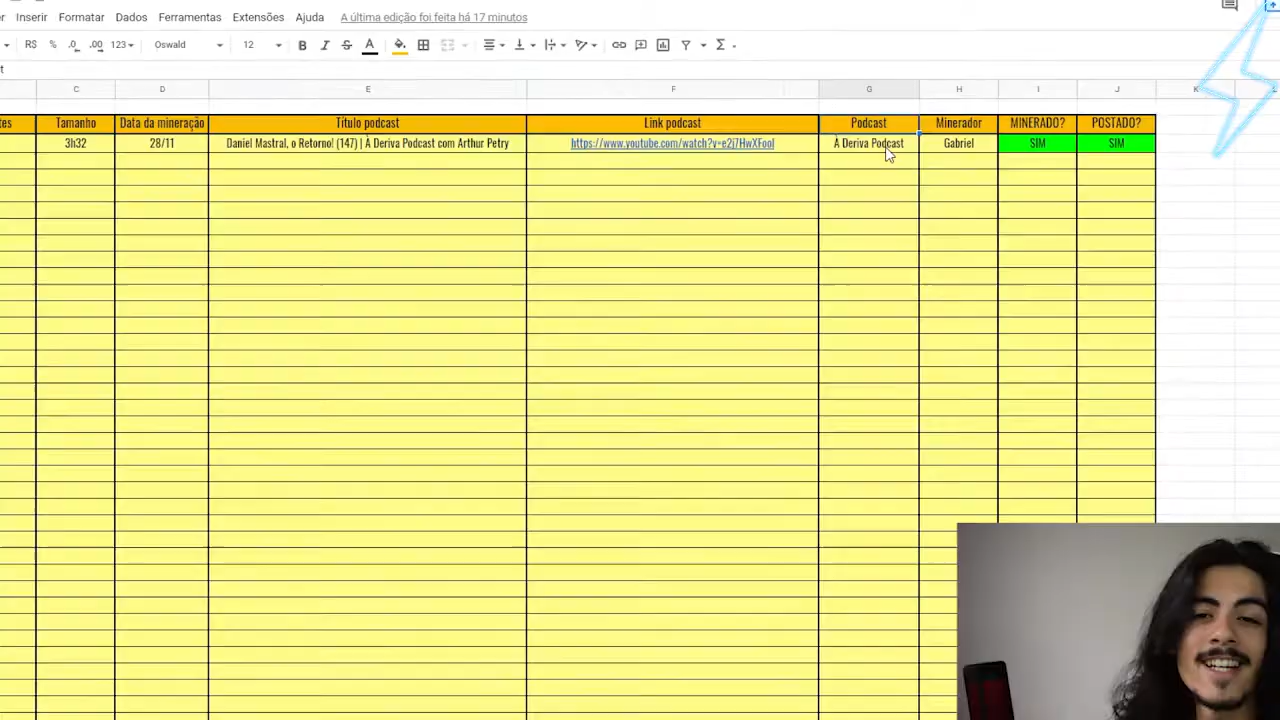 Inserir Formatar Dados Ferramentas Extensões Ajuda A última edição foi feita há 17 minutos
R$ % .0 .00 123 Oswald 12 B I S A Σ
C D E F G H I J K
Tamanho Data da mineração Título podcast Link podcast Podcast Minerador MINERADO? POSTADO?
3h32 28/11 Daniel Mastral, o Retorno! (147) | À Deriva Podcast com Arthur Petry https://www.youtube.com/watch?v=e2j7HwXFooI À Deriva Podcast Gabriel SIM SIM